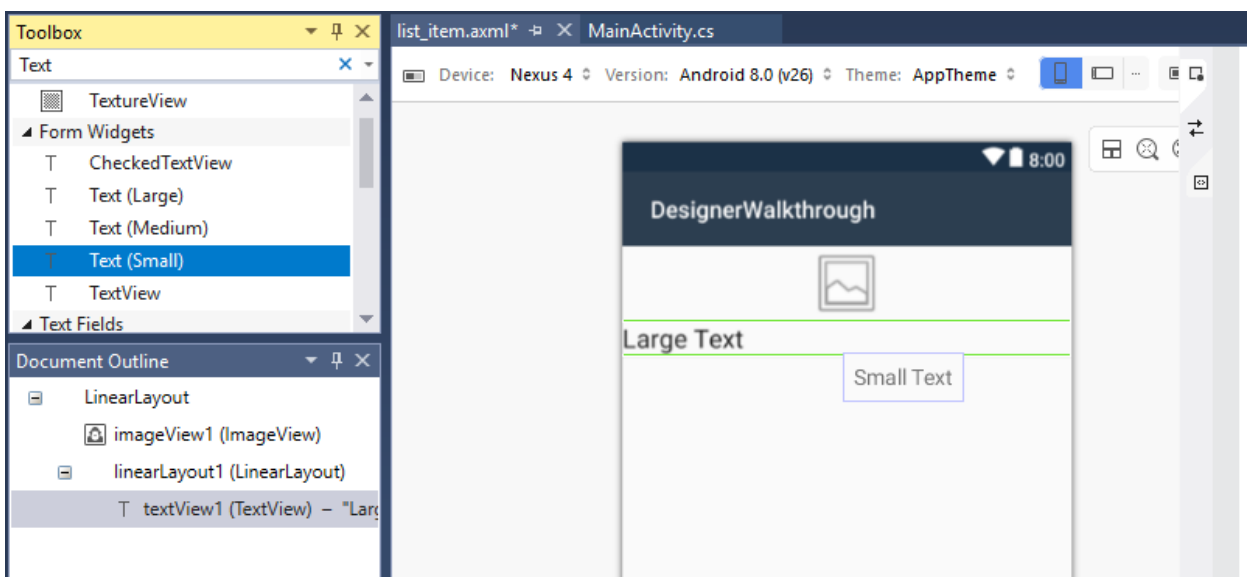 Toolbox
Text
TextureView
Form Widgets
CheckedTextView
Text (Large)
Text (Medium)
Text (Small)
TextView
Text Fields
Document Outline
LinearLayout
imageView1 (ImageView)
linearLayout1 (LinearLayout)
textView1 (TextView) – "Larg
list_item.axml* MainActivity.cs
Device: Nexus 4 Version: Android 8.0 (v26) Theme: AppTheme ...
8:00
DesignerWalkthrough
Large Text
Small Text